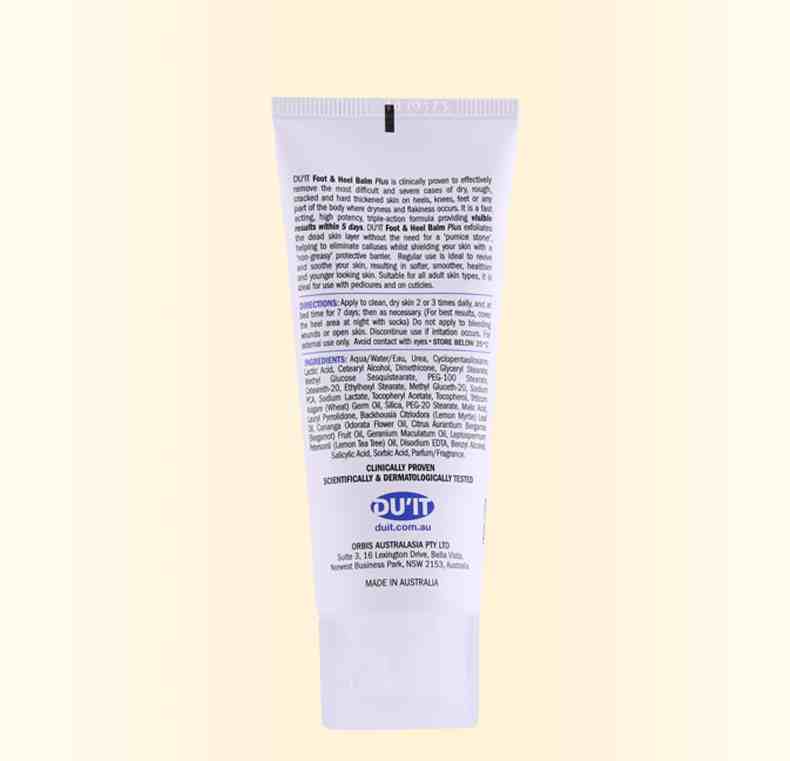 DU'IT Foot & Heel Balm Plus is clinically proven to effectively
remove the most difficult and severe cases of dry, rough,
cracked and hard thickened skin on heels, knees, feet or any
part of the body where dryness and flakiness occurs. It is a fast
acting, high potency, triple-action formula providing visible
results within 5 days. DU'IT Foot & Heel Balm Plus exfoliates
the dead skin layer without the need for a 'pumice stone',
helping to eliminate calluses whilst shielding your skin with a
'non-greasy' protective barrier. Regular use is ideal to revive
and soothe your skin, resulting in softer, smoother, healthier
and younger looking skin. Suitable for all adult skin types, it is
ideal for use with pedicures and on cuticles.
DIRECTIONS: Apply to clean, dry skin 2 or 3 times daily, and at
bed time for 7 days; then as necessary. (For best results, cover
the heel area at night with socks) Do not apply to bleeding
wounds or open skin. Discontinue use if irritation occurs. For
external use only. Avoid contact with eyes • STORE BELOW 25°C
INGREDIENTS: Aqua/Water/Eau, Urea, Cyclopentasiloxane,
Lactic Acid, Cetearyl Alcohol, Dimethicone, Glyceryl Stearate,
Methyl Glucose Sesquistearate, PEG-100 Stearate,
Ceteareth-20, Ethylhexyl Stearate, Methyl Gluceth-20, Sodium
PCA, Sodium Lactate, Tocopheryl Acetate, Tocopherol, Triticum
Vulgare (Wheat) Germ Oil, Silica, PEG-20 Stearate, Malic Acid,
Lauryl Pyrrolidone, Backhousia Citriodora (Lemon Myrtle) Leaf
Oil, Cananga Odorata Flower Oil, Citrus Aurantium Bergamia
(Bergamot) Fruit Oil, Geranium Maculatum Oil, Leptospermum
Petersonii (Lemon Tea Tree) Oil, Disodium EDTA, Benzyl Alcohol,
Salicylic Acid, Sorbic Acid, Parfum/Fragrance.
CLINICALLY PROVEN
SCIENTIFICALLY & DERMATOLOGICALLY TESTED
DU'IT
duit.com.au
ORBIS AUSTRALASIA PTY LTD
Suite 3, 16 Lexington Drive, Bella Vista,
Norwest Business Park, NSW 2153, Australia
MADE IN AUSTRALIA